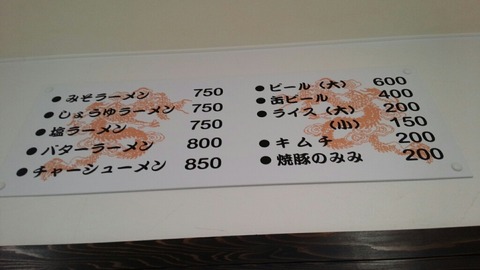 ●みそラーメン 750
●しょうゆラーメン 750
●塩ラーメン 750
●バターラーメン 800
●チャーシューメン 850
●ビール(大) 600
●缶ビール 400
●ライス(大) 200
(小) 150
●キムチ 200
●焼豚のみみ 200